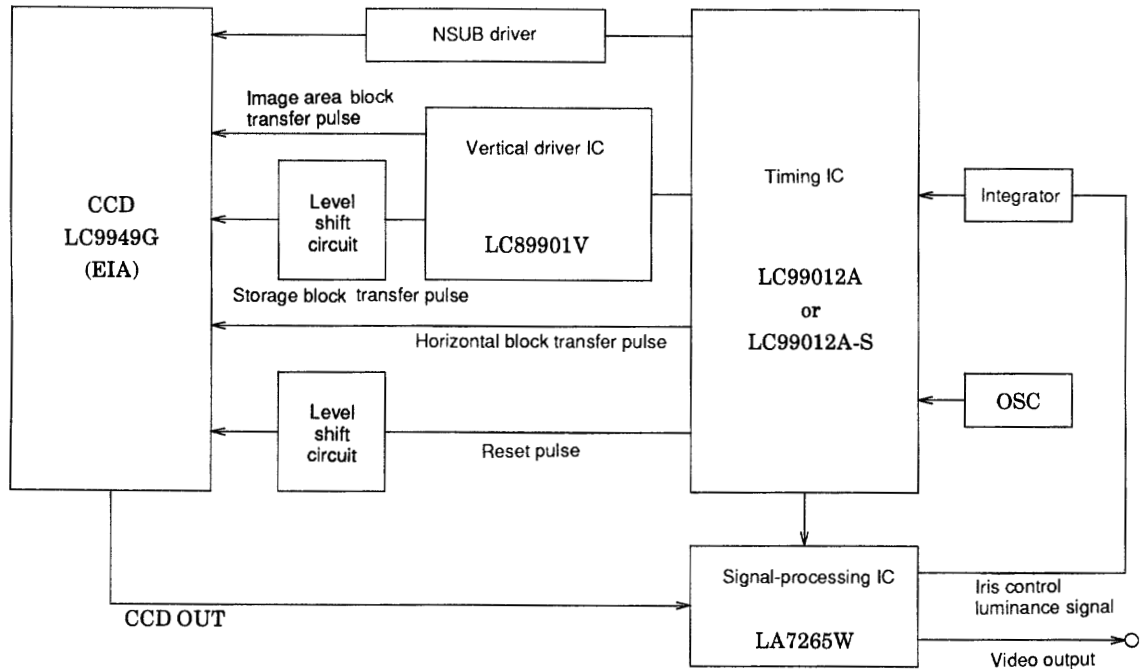 NSUB driver
Image area block
transfer pulse
Vertical driver IC
LC89901V
Level
shift
circuit
Storage block transfer pulse
CCD
LC9949G
(EIA)
Timing IC
LC99012A
or
LC99012A-S
Integrator
Horizontal block transfer pulse
OSC
Level
shift
circuit
Reset pulse
Signal-processing IC
LA7265W
Iris control
luminance signal
CCD OUT
Video output